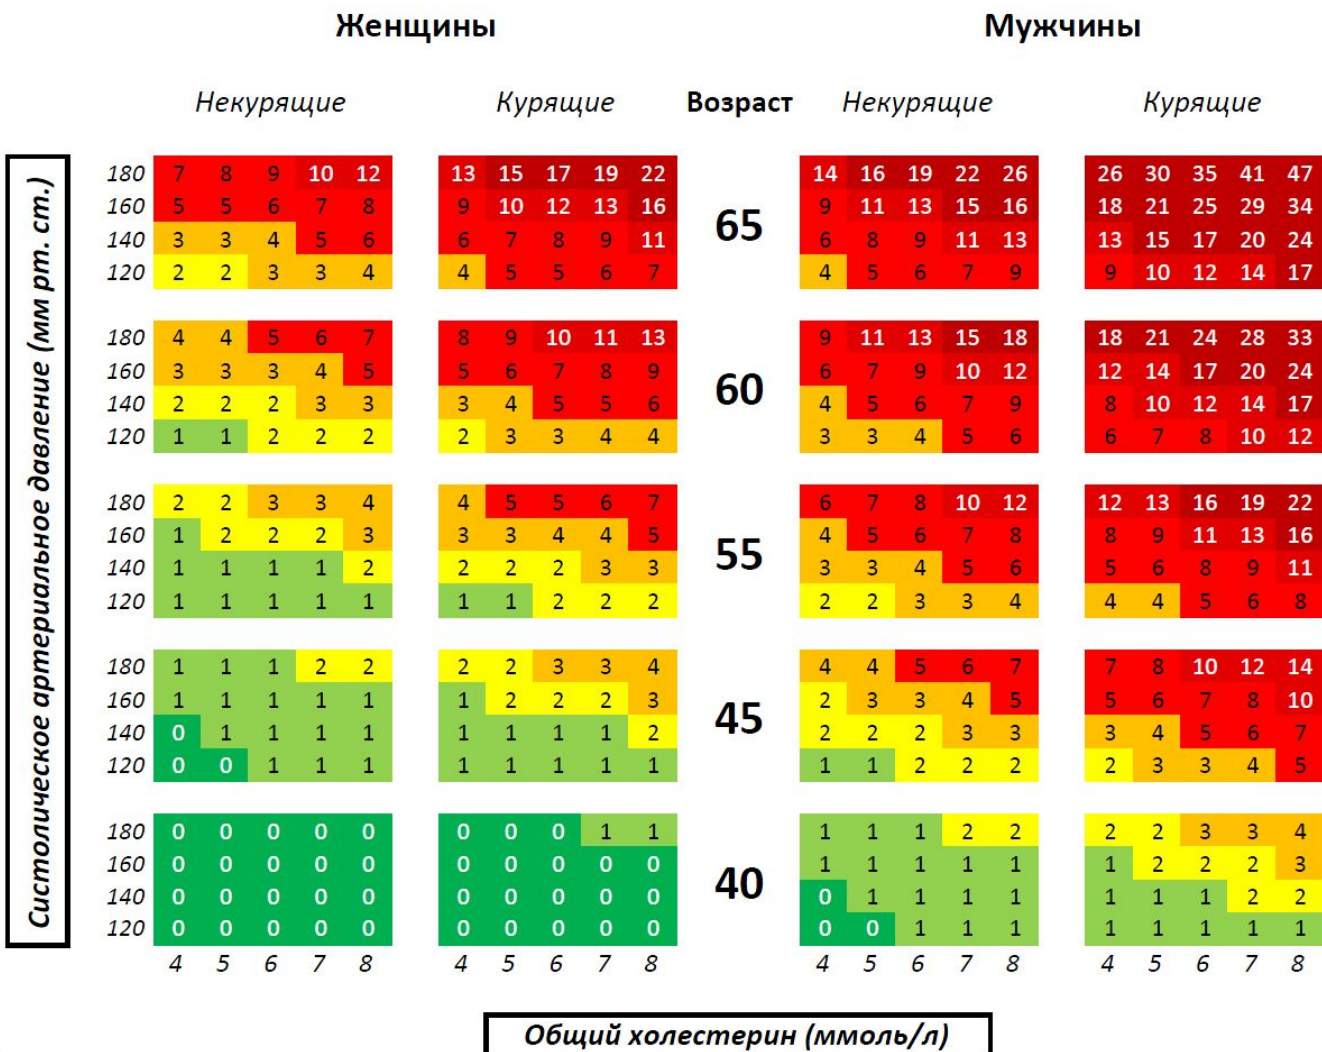 Женщины Мужчины
Некурящие Курящие Возраст Некурящие Курящие
Систолическое артериальное давление (мм рт. ст.)
180 7 8 9 10 12 13 15 17 19 22 14 16 19 22 26 26 30 35 41 47
160 5 5 6 7 8 9 10 12 13 16 9 11 13 15 16 18 21 25 29 34
65
140 3 3 4 5 6 6 7 8 9 11 6 8 9 11 13 13 15 17 20 24
120 2 2 3 3 4 4 5 5 6 7 4 5 6 7 9 9 10 12 14 17
180 4 4 5 6 7 8 9 10 11 13 9 11 13 15 18 18 21 24 28 33
160 3 3 3 4 5 5 6 7 8 9 6 7 9 10 12 12 14 17 20 24
60
140 2 2 2 3 3 3 4 5 5 6 4 5 6 7 9 8 10 12 14 17
120 1 1 2 2 2 2 3 3 4 4 3 3 4 5 6 6 7 8 10 12
180 2 2 3 3 4 4 5 5 6 7 6 7 8 10 12 12 13 16 19 22
160 1 2 2 2 3 3 3 4 4 5 4 5 6 7 8 8 9 11 13 16
55
140 1 1 1 1 2 2 2 2 3 3 3 3 4 5 6 5 6 8 9 11
120 1 1 1 1 1 1 1 2 2 2 2 2 3 3 4 4 4 5 6 8
180 1 1 1 2 2 2 2 3 3 4 4 4 5 6 7 7 8 10 12 14
160 1 1 1 1 1 1 2 2 2 3 2 3 3 4 5 5 6 7 8 10
45
140 0 1 1 1 1 1 1 1 1 2 2 2 2 3 3 3 4 5 6 7
120 0 0 1 1 1 1 1 1 1 1 1 1 2 2 2 2 3 3 4 5
180 0 0 0 0 0 0 0 0 1 1 1 1 1 2 2 2 2 3 3 4
160 0 0 0 0 0 0 0 0 0 0 1 1 1 1 1 1 2 2 2 3
40
140 0 0 0 0 0 0 0 0 0 0 0 1 1 1 1 1 1 1 2 2
120 0 0 0 0 0 0 0 0 0 0 0 0 1 1 1 1 1 1 1 1
4 5 6 7 8 4 5 6 7 8 4 5 6 7 8 4 5 6 7 8
Общий холестерин (ммоль/л)